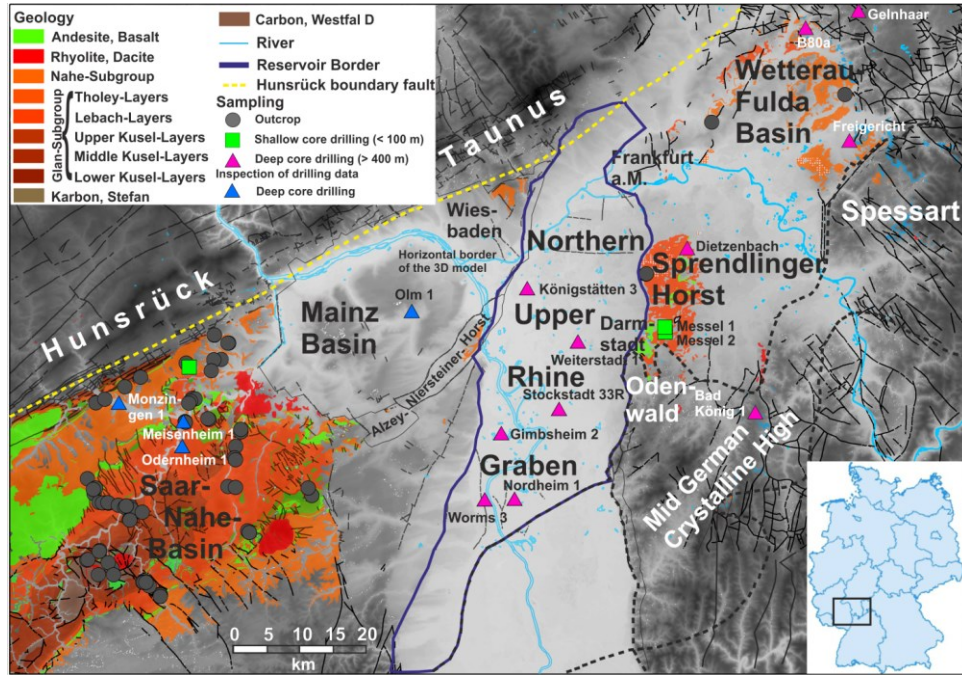 Geology
Andesite, Basalt
Rhyolite, Dacite
Nahe-Subgroup
Glan-Subgroup
Tholey-Layers
Lebach-Layers
Upper Kusel-Layers
Middle Kusel-Layers
Lower Kusel-Layers
Karbon, Stefan
Carbon, Westfal D
River
Reservoir Border
Hunsrück boundary fault
Sampling
Outcrop
Shallow core drilling (< 100 m)
Deep core drilling (> 400 m)
Inspection of drilling data
Deep core drilling
Gelnhaar
B80a
Wetterau-
Fulda
Basin
Freigericht
Taunus
Frankfurt
a.M.
Spessart
Wies-
baden
Northern
Dietzenbach
Horizontal border
of the 3D model
Sprendlinger
Horst
Hunsrück
Mainz
Basin
Olm 1
Königstätten 3
Upper
Darm-
stadt
Messel 1
Messel 2
Weiterstadt 1
Alzey- Niersteiner- Horst
Rhine
Oden-
wald
Bad
König 1
Stockstadt 33R
Monzin-
gen 1
Meisenheim 1
Odernheim 1
Gimbsheim 2
Graben
Nordheim 1
Worms 3
Mid German
Crystalline High
Saar-
Nahe-
Basin
0 5 10 15 20
km